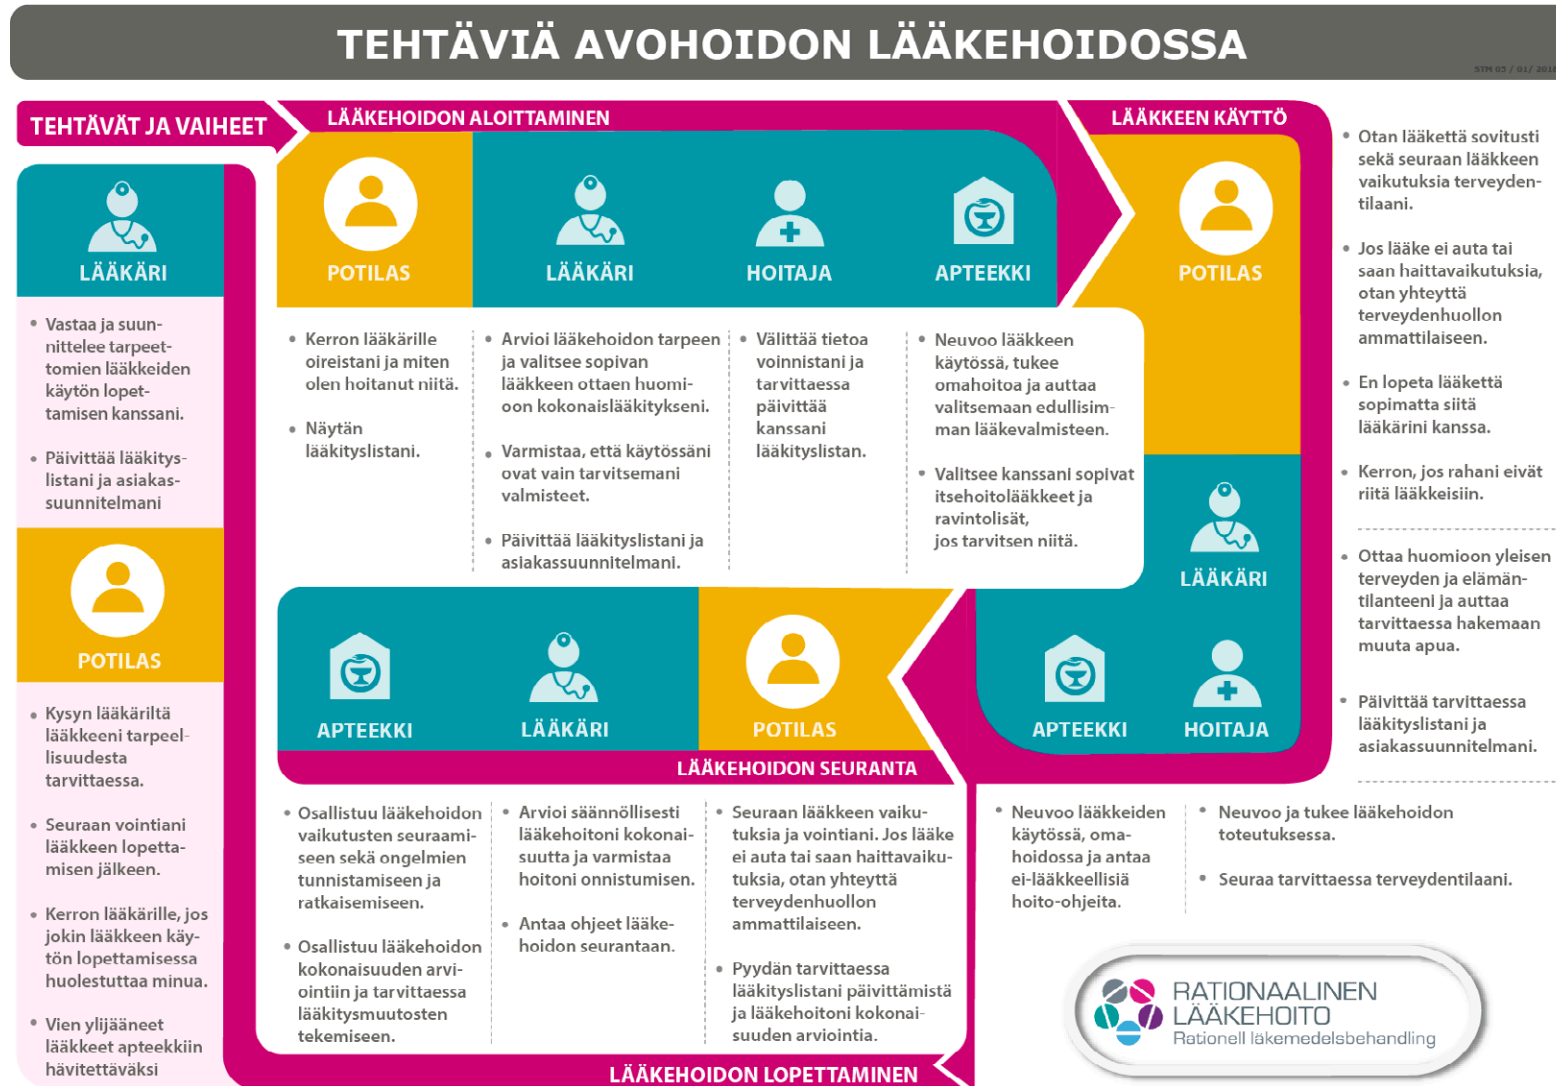 TEHTÄVIÄ AVOHOIDON LÄÄKEHOIDOSSA
STM 03 / 01/ 2018
TEHTÄVÄT JA VAIHEET
LÄÄKEHOIDON ALOITTAMINEN
POTILAS
LÄÄKÄRI
HOITAJA
APTEEKKI
• Kerron lääkärille
oireistani ja miten
olen hoitanut niitä.
• Näytän
lääkityslistani.
• Arvioi lääkehoidon tarpeen
ja valitsee sopivan
lääkkeen ottaen huomi-
oon kokonaislääkitykseni.
• Varmistaa, että käytössäni
ovat vain tarvitsemani
valmisteet.
• Päivittää lääkityslistani ja
asiakassuunnitelmani.
• Välittää tietoa
voinnistani ja
tarvittaessa
päivittää
kanssani
lääkityslistan.
• Neuvoo lääkkeen
käytössä, tukee
omahoitoa ja auttaa
valitsemaan edullisim-
man lääkevalmisteen.
• Valitsee kanssani sopivat
itsehoitolääkkeet ja
ravintolisät,
jos tarvitsen niitä.
LÄÄKKEEN KÄYTTÖ
POTILAS
• Otan lääkettä sovitusti
sekä seuraan lääkkeen
vaikutuksia terveyden-
tilaani.
• Jos lääke ei auta tai
saan haittavaikutuksia,
otan yhteyttä
terveydenhuollon
ammattilaiseen.
• En lopeta lääkettä
sopimatta siitä
lääkärini kanssa.
• Kerron, jos rahani eivät
riitä lääkkeisiin.
LÄÄKÄRI
• Ottaa huomioon yleisen
terveyden ja elämän-
tilanteeni ja auttaa
tarvittaessa hakemaan
muuta apua.
• Päivittää tarvittaessa
lääkityslistani ja
asiakassuunnitelmani.
APTEEKKI
HOITAJA
• Neuvoo lääkkeiden
käytössä, oma-
hoidossa ja antaa
ei-lääkkeellisiä
hoito-ohjeita.
• Neuvoo ja tukee lääkehoidon
toteutuksessa.
• Seuraa tarvittaessa terveydentilaani.
APTEEKKI
LÄÄKÄRI
POTILAS
LÄÄKEHOIDON SEURANTA
• Osallistuu lääkehoidon
vaikutusten seuraami-
seen sekä ongelmien
tunnistamiseen ja
ratkaisemiseen.
• Osallistuu lääkehoidon
kokonaisuuden arvi-
ointiin ja tarvittaessa
lääkitysmuutosten
tekemiseen.
• Arvioi säännöllisesti
lääkehoitoni kokonai-
suutta ja varmistaa
hoitoni onnistumisen.
• Antaa ohjeet lääke-
hoidon seurantaan.
• Seuraan lääkkeen vaiku-
tuksia ja vointiani. Jos lääke
ei auta tai saan haittavaiku-
tuksia, otan yhteyttä
terveydenhuollon
ammattilaiseen.
• Pyydän tarvittaessa
lääkityslistani päivittämistä
ja lääkehoitoni kokonai-
suuden arviointia.
LÄÄKEHOIDON LOPETTAMINEN
LÄÄKÄRI
• Vastaa ja suun-
nittelee tarpeet-
tomien lääkkeiden
käytön lopet-
tamisen kanssani.
• Päivittää lääkitys-
listani ja asiakas-
suunnitelmani
POTILAS
• Kysyn lääkäriltä
lääkkeeni tarpeel-
lisuudesta
tarvittaessa.
• Seuraan vointiani
lääkkeen lopetta-
misen jälkeen.
• Kerron lääkärille, jos
jokin lääkkeen käy-
tön lopettamisessa
huolestuttaa minua.
• Vien ylijääneet
lääkkeet apteekkiin
hävitettäväksi
RATIONAALINEN
LÄÄKEHOITO
Rationell läkemedelsbehandling